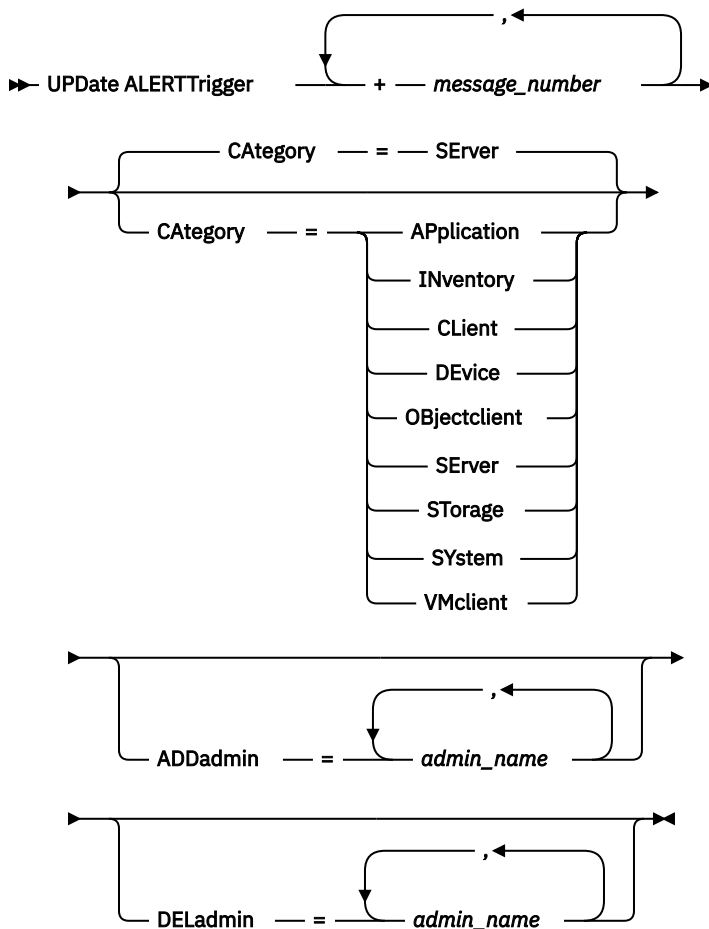 ,
UPDate ALERTTrigger + message_number
CAtegory = SErver
CAtegory = APplication
INventory
CLient
DEvice
OBjectclient
SErver
STorage
SYstem
VMclient
,
ADDadmin = admin_name
,
DELadmin = admin_name